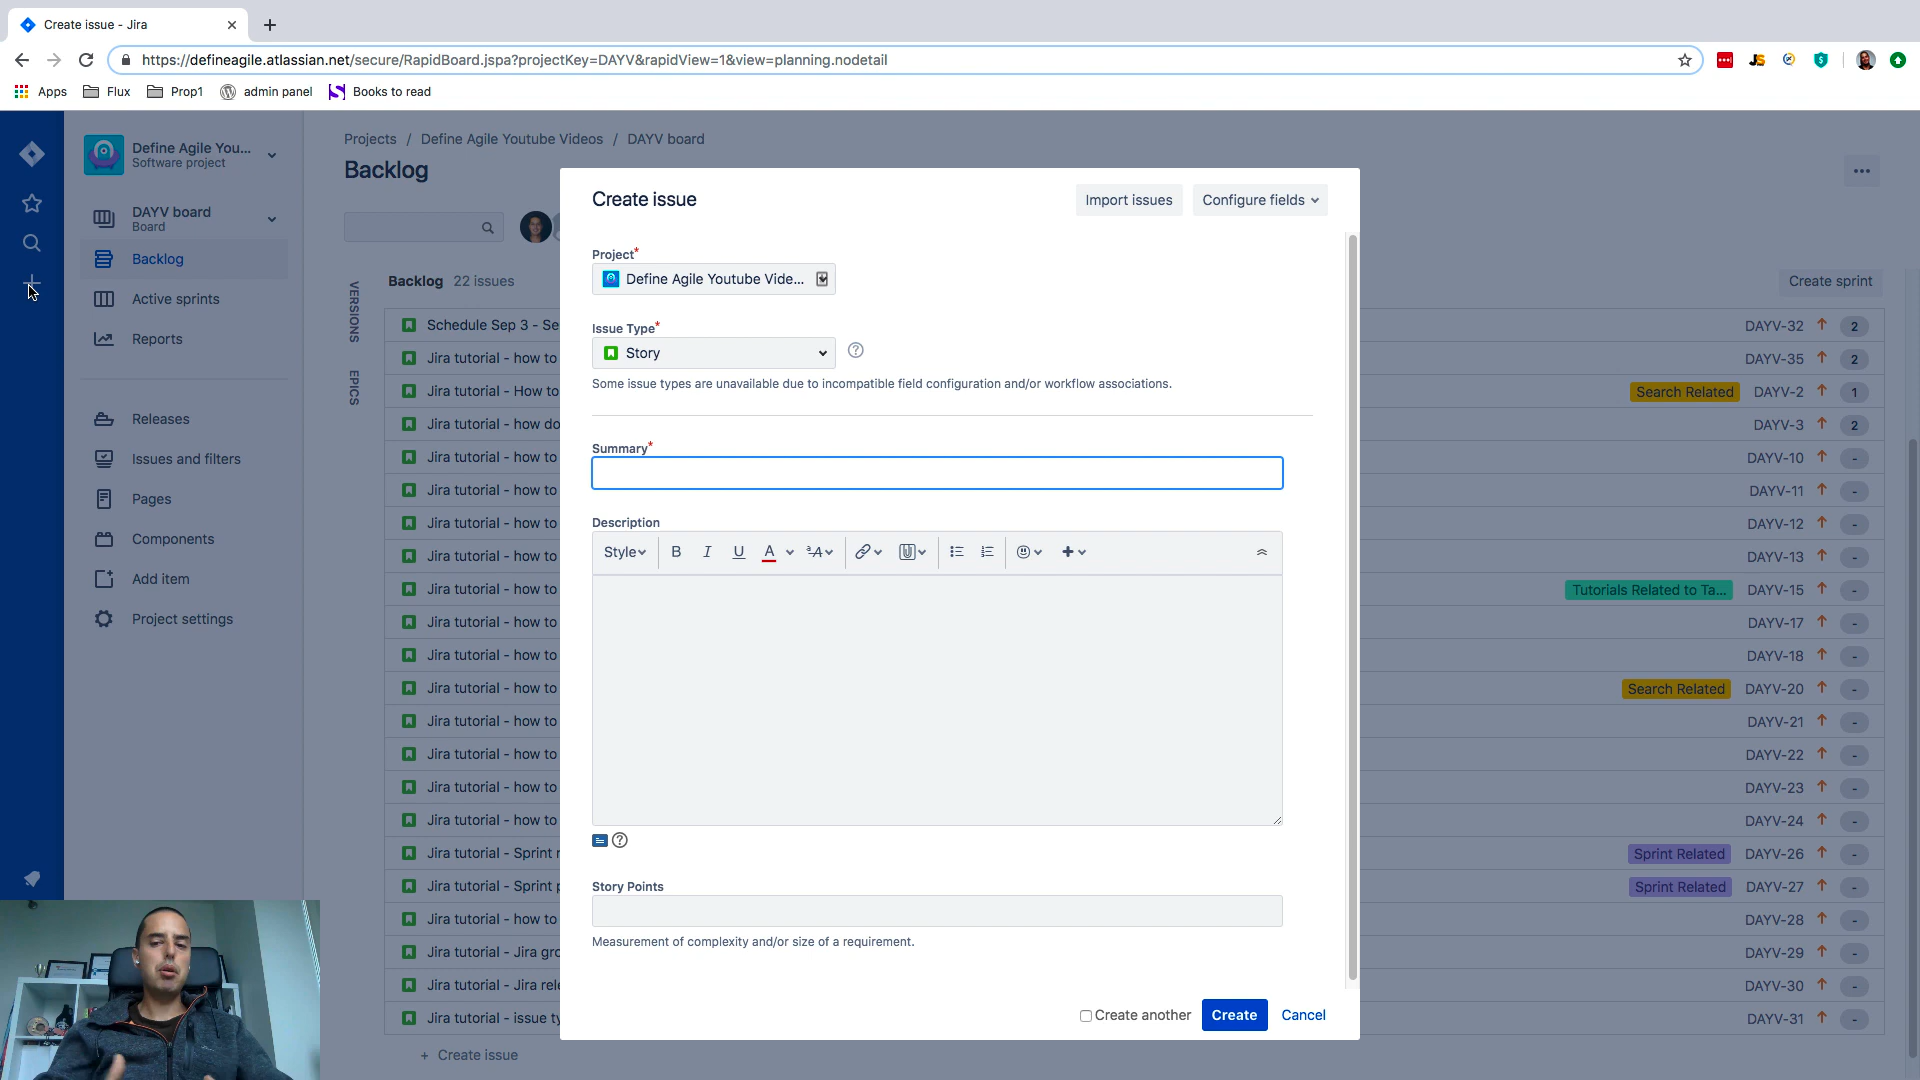 Create issue - Jira
https://defineagile.atlassian.net/secure/RapidBoard.jspa?projectKey=DAYV&rapidView=1&view=planning.nodetail
JS
Apps
Flux
Prop1
admin panel
Books to read
Define Agile You...
Software project
DAYV board
Board
Backlog
Active sprints
Reports
Releases
Issues and filters
Pages
Components
Add item
Project settings
Projects / Define Agile Youtube Videos / DAYV board
Backlog
VERSIONS
EPICS
Backlog 22 issues
Create sprint
Schedule Sep 3 - Se
DAYV-32 2
Jira tutorial - how to
DAYV-35 2
Jira tutorial - How to
Search Related DAYV-2 1
Jira tutorial - how do
DAYV-3 2
Jira tutorial - how to
DAYV-10 -
Jira tutorial - how to
DAYV-11 -
Jira tutorial - how to
DAYV-12 -
Jira tutorial - how to
DAYV-13 -
Jira tutorial - how to
Tutorials Related to Ta... DAYV-15 -
Jira tutorial - how to
DAYV-17 -
Jira tutorial - how to
DAYV-18 -
Jira tutorial - how to
Search Related DAYV-20 -
Jira tutorial - how to
DAYV-21 -
Jira tutorial - how to
DAYV-22 -
Jira tutorial - how to
DAYV-23 -
Jira tutorial - how to
DAYV-24 -
Jira tutorial - Sprint r
Sprint Related DAYV-26 -
Jira tutorial - Sprint p
Sprint Related DAYV-27 -
Jira tutorial - how to
DAYV-28 -
Jira tutorial - Jira gro
DAYV-29 -
Jira tutorial - Jira rele
DAYV-30 -
Jira tutorial - issue ty
DAYV-31 -
+ Create issue
Create issue
Import issues
Configure fields
Project*
Define Agile Youtube Vide...
Issue Type*
Story
Some issue types are unavailable due to incompatible field configuration and/or workflow associations.
Summary*
Description
Style B I U A A
Story Points
Measurement of complexity and/or size of a requirement.
Create another
Create
Cancel